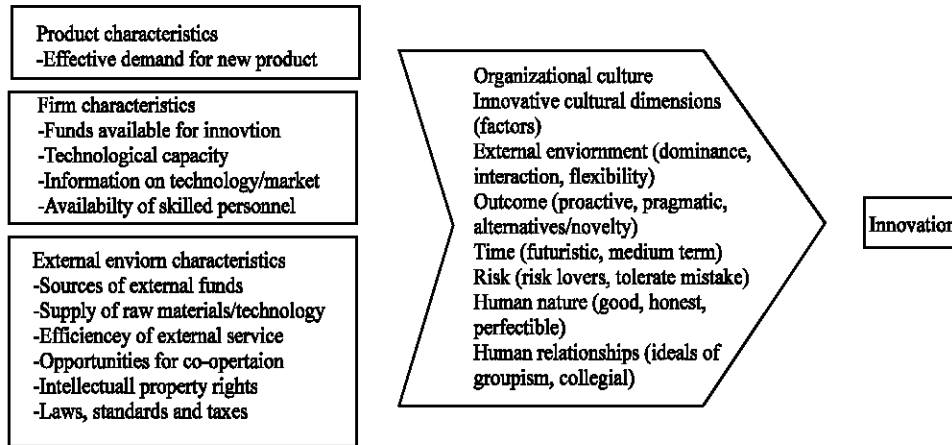 Product characteristics
-Effective demand for new product
Firm characteristics
-Funds available for innovtion
-Technological capacity
-Information on technology/market
-Availabilty of skilled personnel
External enviorn characteristics
-Sources of external funds
-Supply of raw materials/technology
-Efficiencey of external service
-Opportunities for co-opertaion
-Intellectuall property rights
-Laws, standards and taxes
Organizational culture
Innovative cultural dimensions
(factors)
External enviornment (dominance,
interaction, flexibility)
Outcome (proactive, pragmatic,
alternatives/novelty)
Time (futuristic, medium term)
Risk (risk lovers, tolerate mistake)
Human nature (good, honest,
perfectible)
Human relationships (ideals of
groupism, collegial)
Innovation